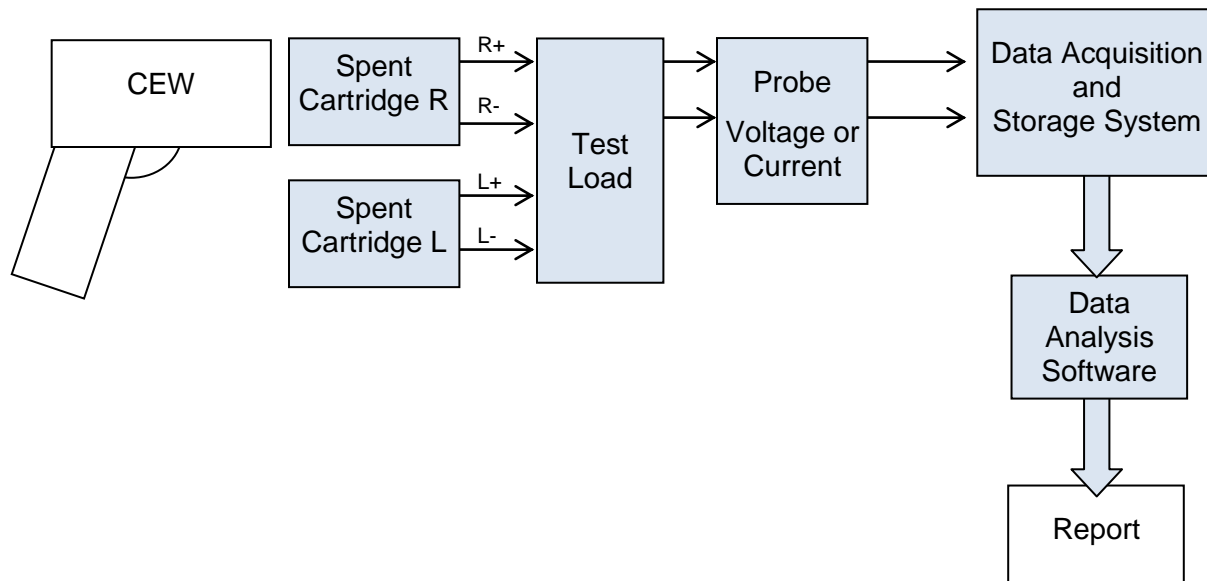 CEW
Spent
Cartridge R
R+
R-
Spent
Cartridge L
L+
L-
Test
Load
Probe
Voltage or
Current
Data Acquisition
and
Storage System
Data
Analysis
Software
Report